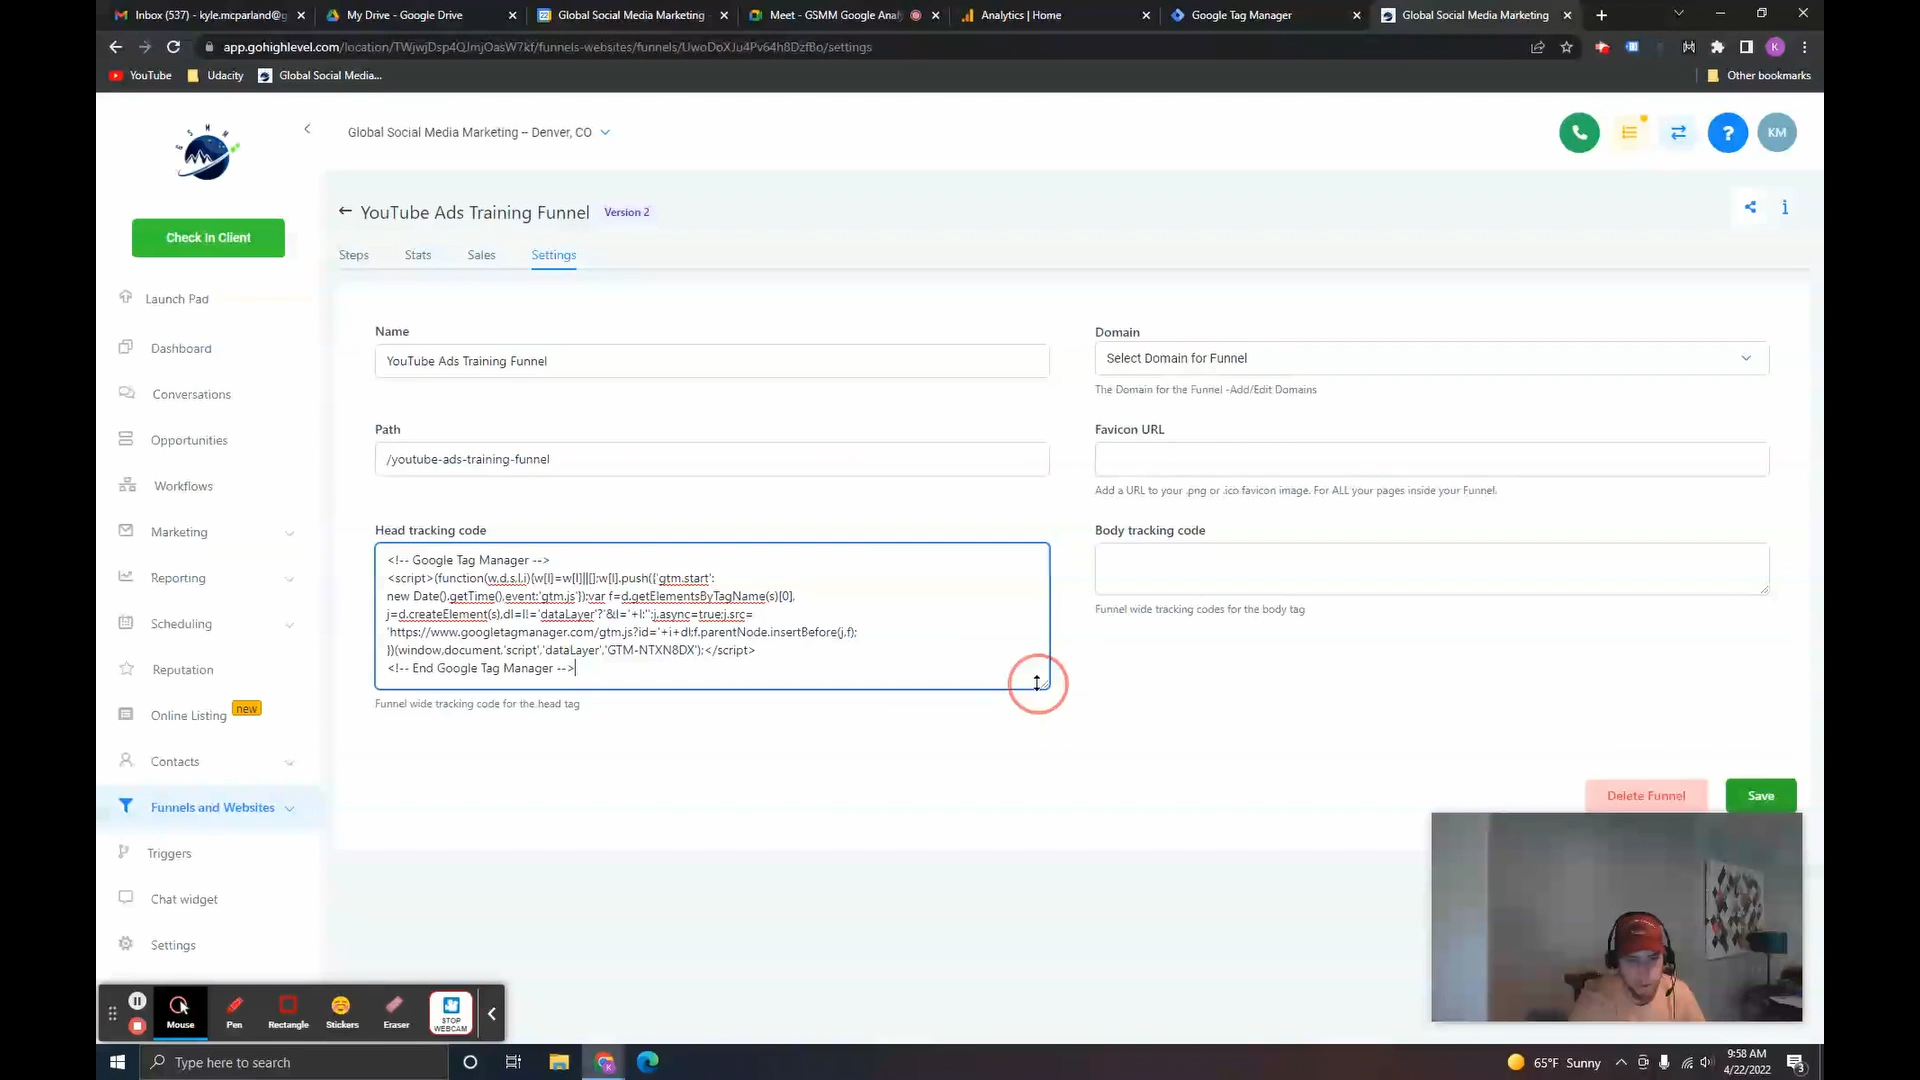 Inbox (537) - kyle.mcparland@g
My Drive - Google Drive
Global Social Media Marketing
Meet - GSMM Google Anal
Analytics | Home
Google Tag Manager
Global Social Media Marketing
app.gohighlevel.com/location/TWjwjDsp4QJmjOasW7kf/funnels-websites/funnels/UwoDoXJu4Pv64h8DzfBo/settings
K
YouTube
Udacity
Global Social Media...
Other bookmarks
Global Social Media Marketing -- Denver, CO
KM
Check In Client
YouTube Ads Training Funnel
Version 2
Steps
Stats
Sales
Settings
Launch Pad
Dashboard
Conversations
Opportunities
Workflows
Marketing
Reporting
Scheduling
Reputation
Online Listing new
Contacts
Funnels and Websites
Triggers
Chat widget
Settings
Name
YouTube Ads Training Funnel
Domain
Select Domain for Funnel
The Domain for the Funnel -Add/Edit Domains
Path
/youtube-ads-training-funnel
Favicon URL
Add a URL to your .png or .ico favicon image. For ALL your pages inside your Funnel.
Head tracking code
<!-- Google Tag Manager -->
<script>(function(w,d,s,l,i){w[l]=w[l]||[];w[l].push({'gtm.start':
new Date().getTime(),event:'gtm.js'});var f=d.getElementsByTagName(s)[0],
j=d.createElement(s),dl=l!='dataLayer'?'&l='+l:'';j.async=true;j.src=
'https://www.googletagmanager.com/gtm.js?id='+i+dl;f.parentNode.insertBefore(j,f);
})(window,document,'script','dataLayer','GTM-NTXN8DX');</script>
<!-- End Google Tag Manager -->
Funnel wide tracking code for the head tag
Body tracking code
Funnel wide tracking codes for the body tag
Delete Funnel
Save
Mouse
Pen
Rectangle
Stickers
Eraser
STOP
WEBCAM
Type here to search
65°F Sunny
9:58 AM
4/22/2022
3